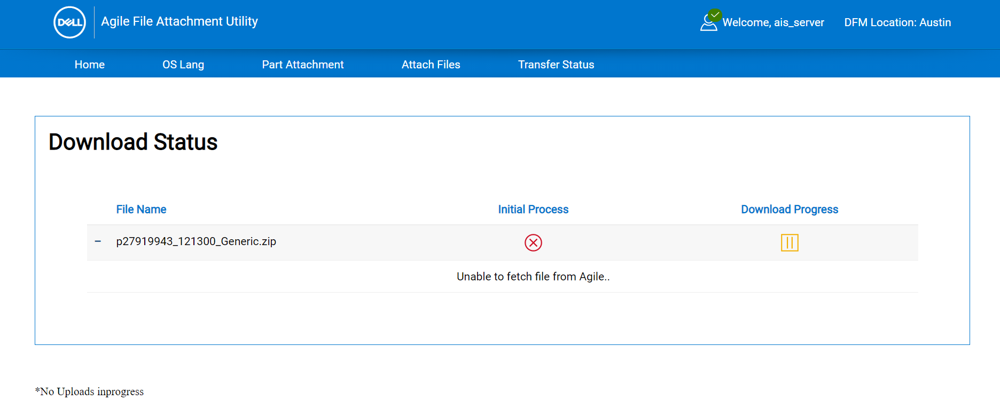 DELL
Agile File Attachment Utility
Welcome, ais_server
DFM Location: Austin
Home
OS Lang
Part Attachment
Attach Files
Transfer Status
Download Status
File Name
Initial Process
Download Progress
p27919943_121300_Generic.zip
Unable to fetch file from Agile..
*No Uploads inprogress